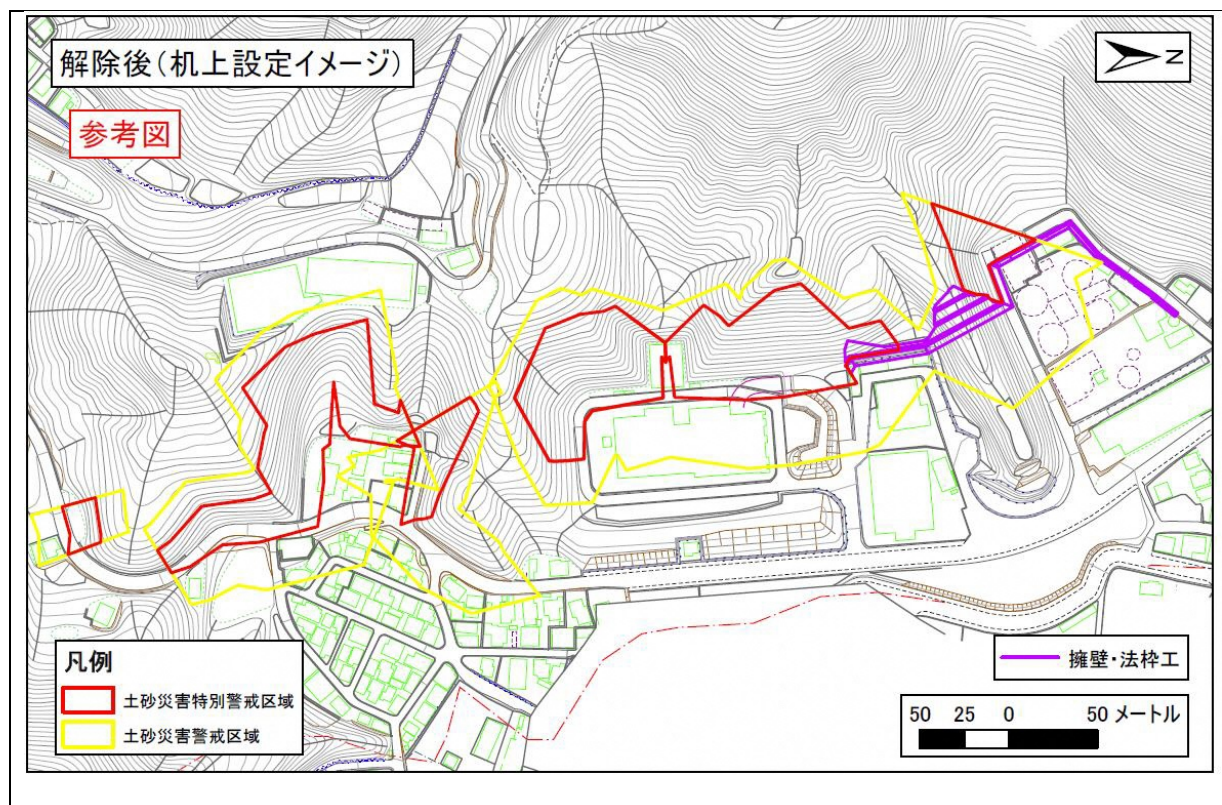 解除後(机上設定イメージ)
N
参考図
凡例
土砂災害特別警戒区域
土砂災害警戒区域
擁壁・法枠工
50 25 0 50 メートル